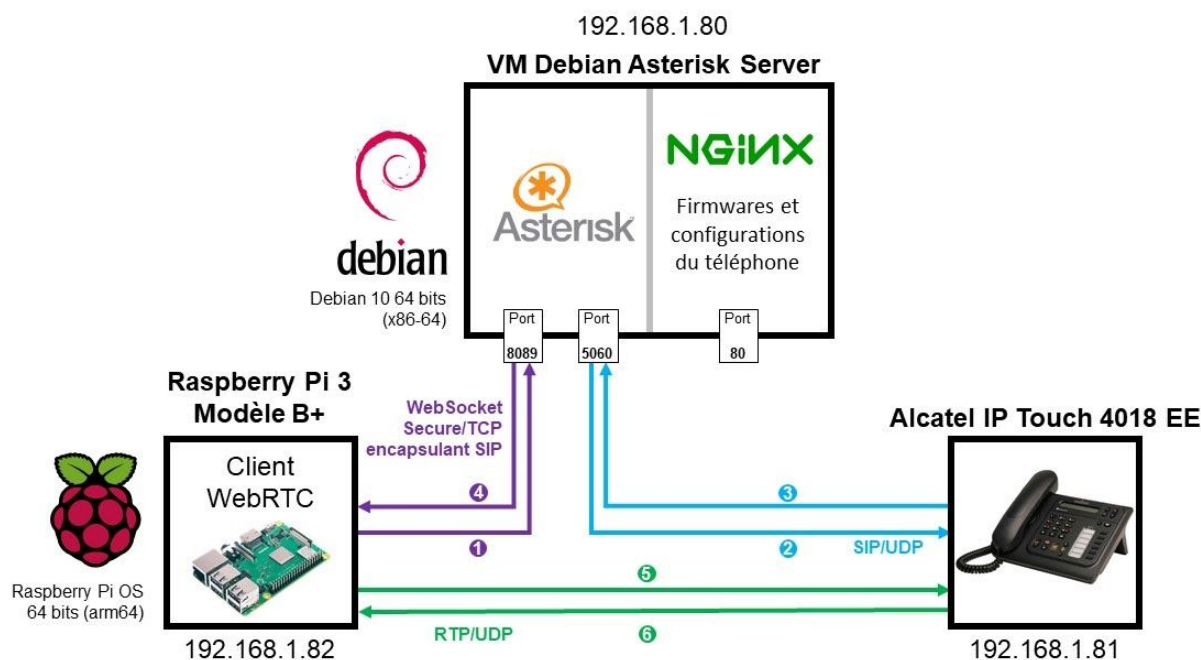 192.168.1.80
VM Debian Asterisk Server
debian
Debian 10 64 bits
(x86-64)
Asterisk
NGiNX
Firmwares et
configurations
du téléphone
Port
8089
Port
5060
Port
80
Raspberry Pi 3
Modèle B+
WebSocket
Secure/TCP
encapsulant SIP
Alcatel IP Touch 4018 EE
Client
WebRTC
4
1
3
2
SIP/UDP
5
Raspberry Pi OS
64 bits (arm64)
RTP/UDP
6
192.168.1.82
192.168.1.81